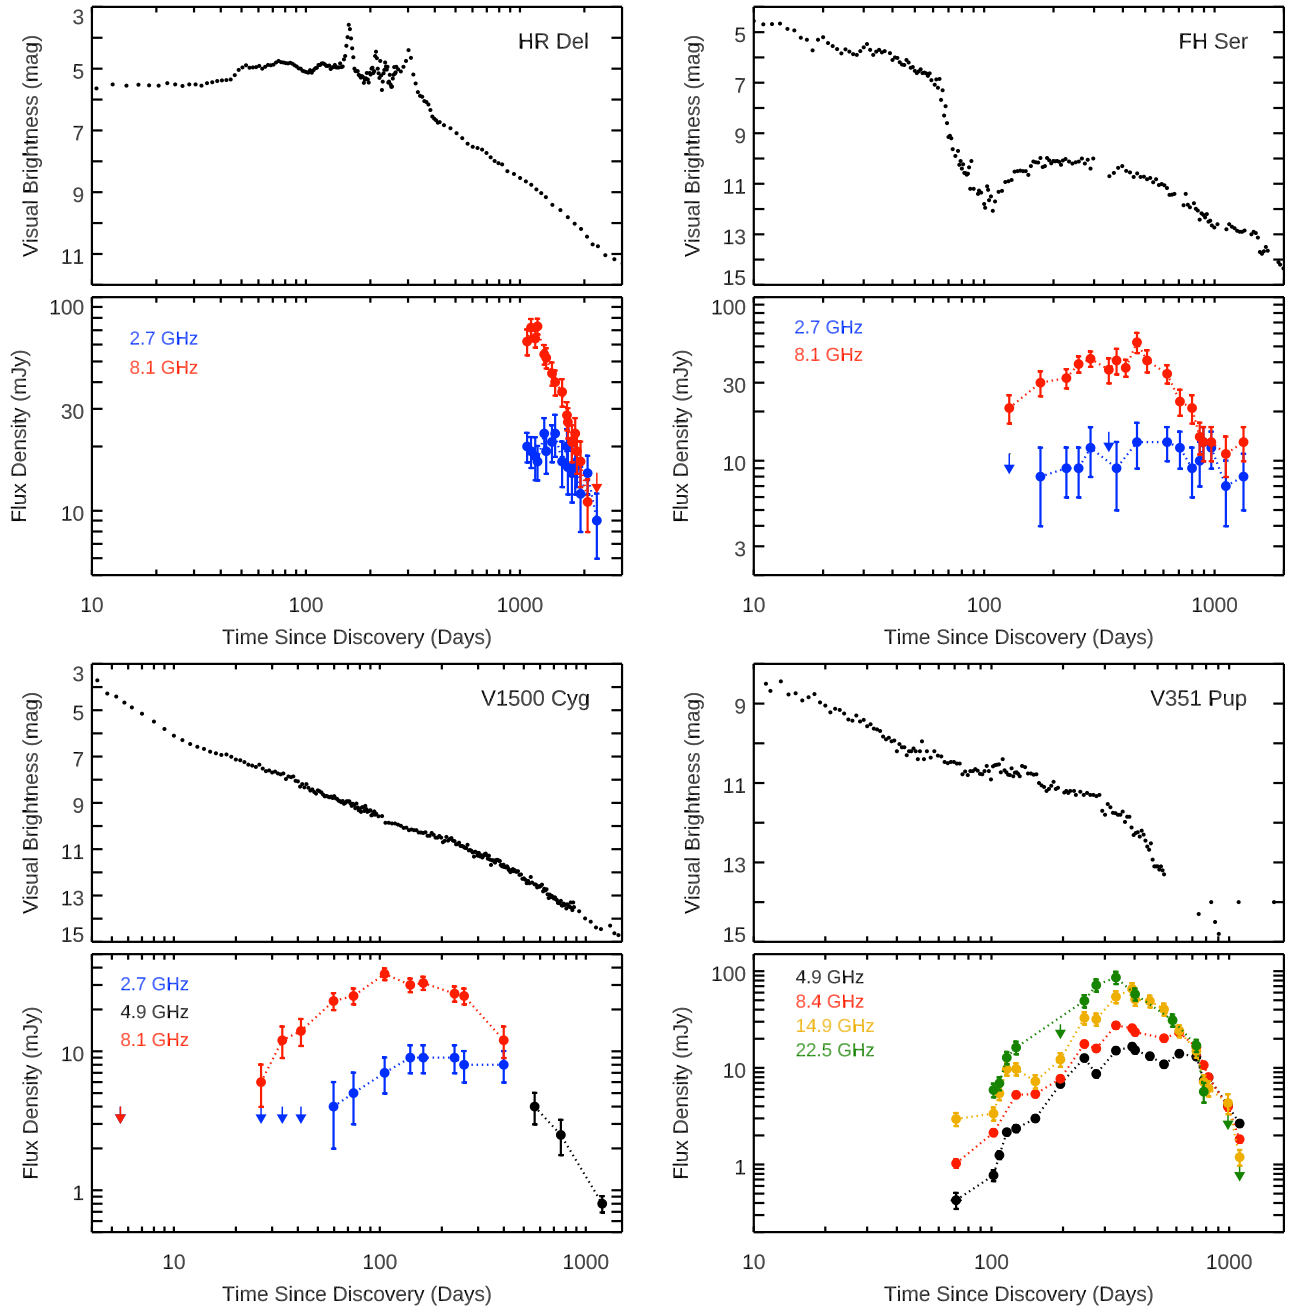 HR Del
Visual Brightness (mag)
3
5
7
9
11
2.7 GHz
8.1 GHz
Flux Density (mJy)
100
30
10
10
100
1000
Time Since Discovery (Days)
FH Ser
Visual Brightness (mag)
5
7
9
11
13
15
2.7 GHz
8.1 GHz
Flux Density (mJy)
100
30
10
3
10
100
1000
Time Since Discovery (Days)
V1500 Cyg
Visual Brightness (mag)
3
5
7
9
11
13
15
2.7 GHz
4.9 GHz
8.1 GHz
Flux Density (mJy)
10
1
10
100
1000
Time Since Discovery (Days)
V351 Pup
Visual Brightness (mag)
9
11
13
15
4.9 GHz
8.4 GHz
14.9 GHz
22.5 GHz
Flux Density (mJy)
100
10
1
10
100
1000
Time Since Discovery (Days)